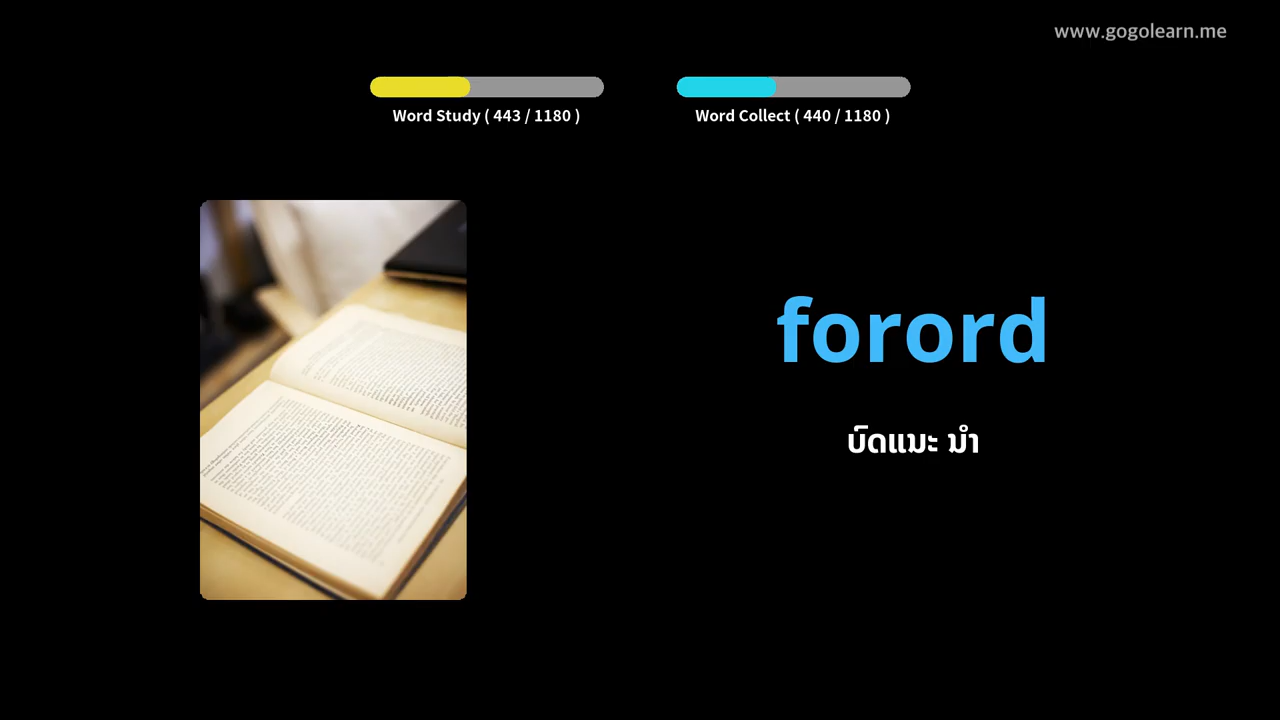 www.gogolearn.me
Word Study ( 443 / 1180 )
Word Collect ( 440 / 1180 )
forord
ບົດແນະ ນຳ